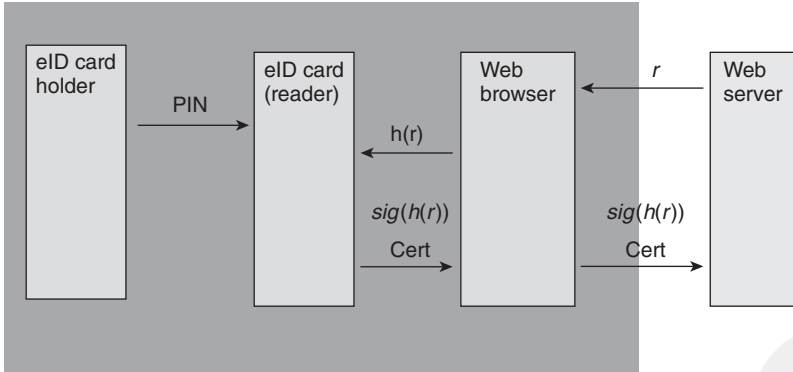 eID card
holder
PIN
eID card
(reader)
h(r)
sig(h(r))
Cert
Web
browser
r
sig(h(r))
Cert
Web
server